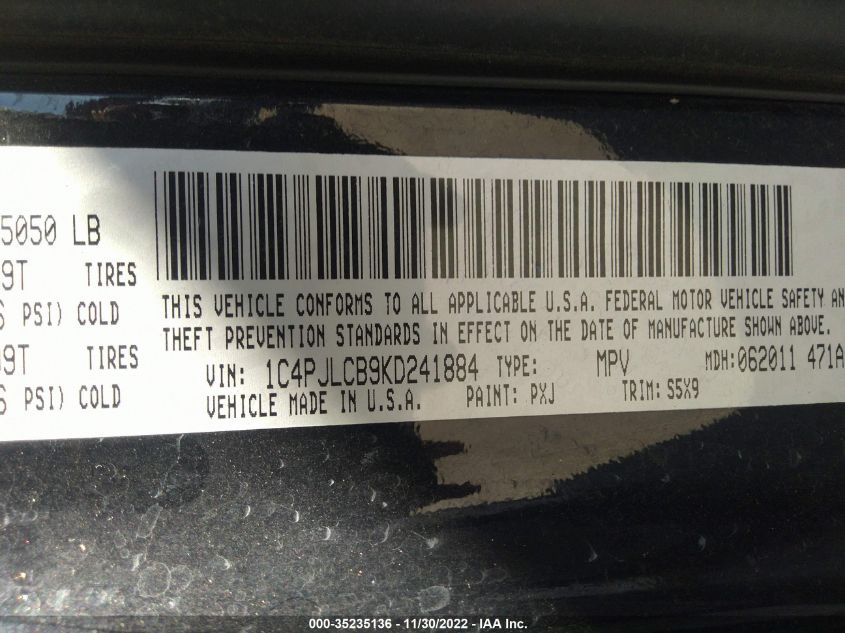 5050 LB
9T TIRES
PSI) COLD
9T TIRES
PSI) COLD
THIS VEHICLE CONFORMS TO ALL APPLICABLE U.S.A. FEDERAL MOTOR VEHICLE SAFETY AN
THEFT PREVENTION STANDARDS IN EFFECT ON THE DATE OF MANUFACTURE SHOWN ABOVE.
VIN: 1C4PJLCB9KD241884 TYPE: MPV MDH:062011 471A
VEHICLE MADE IN U.S.A. PAINT: PXJ TRIM: S5X9
000-35235136 - 11/30/2022 - IAA Inc.